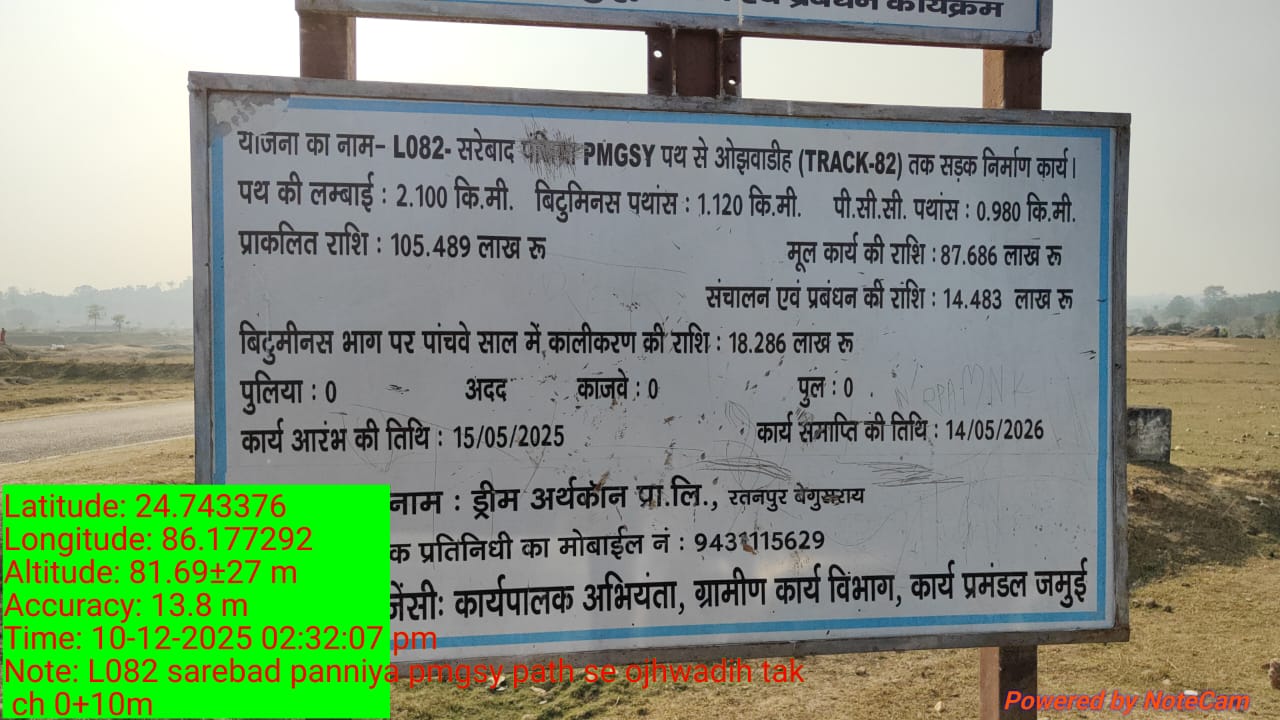 प्रबंधन कार्यक्रम
योजना का नाम- L082- सरेबाद PMGSY पथ से ओझवाडीह (TRACK-82) तक सड़क निर्माण कार्य।
पथ की लम्बाई : 2.100 कि.मी. बिटुमिनस पथांस : 1.120 कि.मी. पी.सी.सी. पथांस : 0.980 कि.मी.
प्राकलित राशि : 105.489 लाख रू मूल कार्य की राशि : 87.686 लाख रू
संचालन एवं प्रबंधन की राशि : 14.483 लाख रू
बिटुमीनस भाग पर पांचवे साल में कालीकरण की राशि : 18.286 लाख रू
पुलिया : 0 अदद काजवे : 0 पुल : 0
कार्य आरंभ की तिथि : 15/05/2025 कार्य समाप्ति की तिथि : 14/05/2026
नाम : ड्रीम अर्थकॉन प्रा.लि., रतनपुर बेगुसराय
क प्रतिनिधी का मोबाईल नं : 9431115629
जेंसी: कार्यपालक अभियंता, ग्रामीण कार्य विभाग, कार्य प्रमंडल जमुई
Latitude: 24.743376
Longitude: 86.177292
Altitude: 81.69±27 m
Accuracy: 13.8 m
Time: 10-12-2025 02:32:07 pm
Note: L082 sarebad panniya pmgsy path se ojhwadih tak
ch 0+10m
Powered by NoteCam